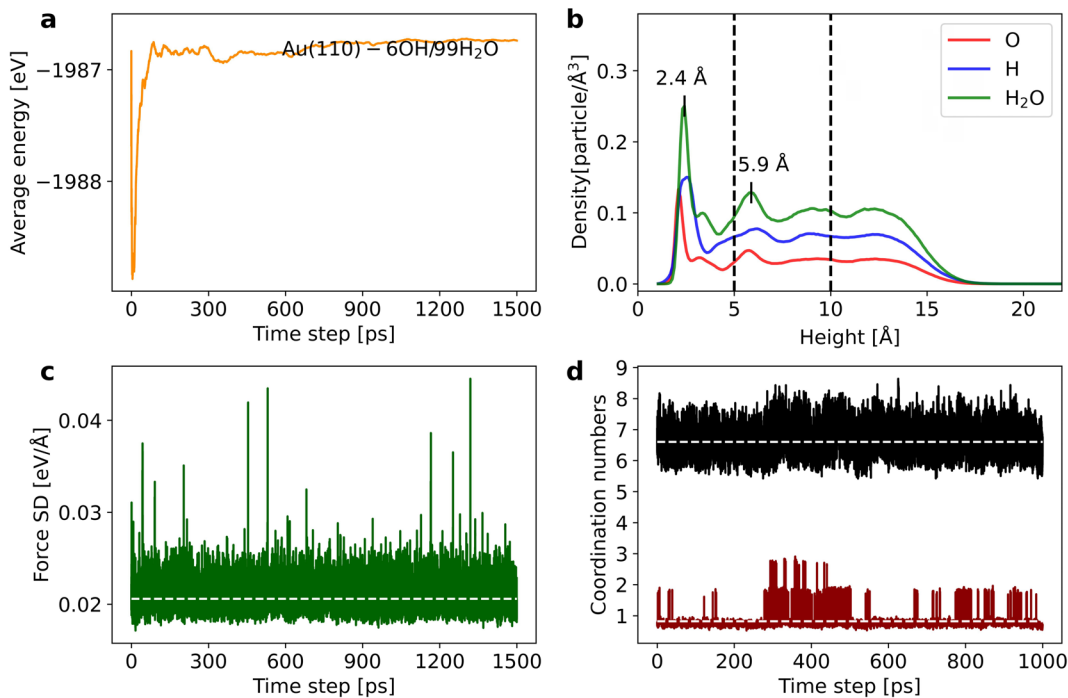 a
Average energy [eV]
−1987
−1988
Au(110) − 6OH/99H₂O
0 300 600 900 1200 1500
Time step [ps]
b
Density[particle/Å³]
0.3
0.2
0.1
0.0
2.4 Å
5.9 Å
O
H
H₂O
0 5 10 15 20
Height [Å]
c
Force SD [eV/Å]
0.04
0.03
0.02
0 300 600 900 1200 1500
Time step [ps]
d
Coordination numbers
9
8
7
6
5
4
3
2
1
0 200 400 600 800 1000
Time step [ps]